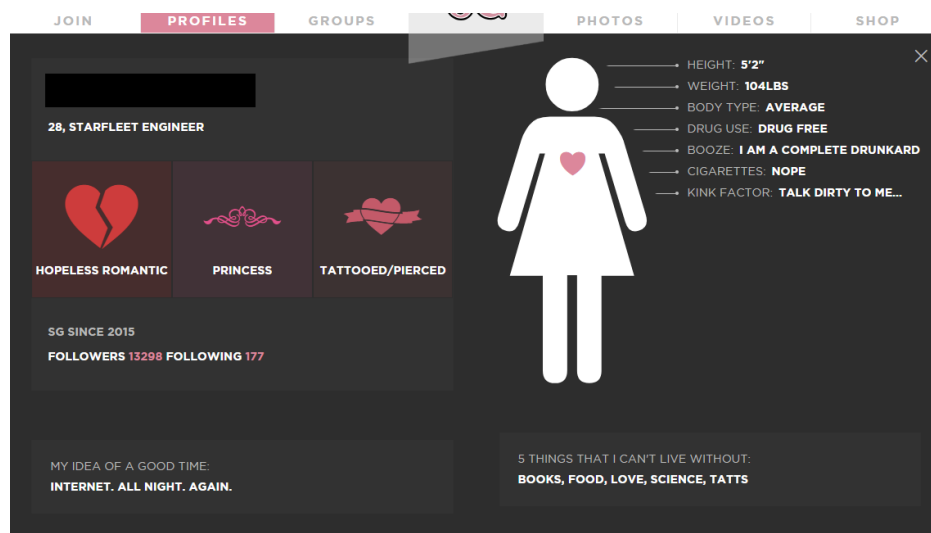 JOIN PROFILES GROUPS PHOTOS VIDEOS SHOP
28, STARFLEET ENGINEER
HOPELESS ROMANTIC
PRINCESS
TATTOOED/PIERCED
SG SINCE 2015
FOLLOWERS 13298 FOLLOWING 177
MY IDEA OF A GOOD TIME:
INTERNET. ALL NIGHT. AGAIN.
HEIGHT: 5'2"
WEIGHT: 104LBS
BODY TYPE: AVERAGE
DRUG USE: DRUG FREE
BOOZE: I AM A COMPLETE DRUNKARD
CIGARETTES: NOPE
KINK FACTOR: TALK DIRTY TO ME...
5 THINGS THAT I CAN'T LIVE WITHOUT:
BOOKS, FOOD, LOVE, SCIENCE, TATTS